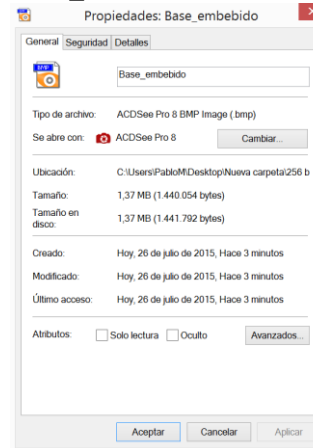 Propiedades: Base_embebido
General Seguridad Detalles
BMP
Base_embebido
Tipo de archivo: ACDSee Pro 8 BMP Image (.bmp)
Se abre con: ACDSee Pro 8 Cambiar...
Ubicación: C:\Users\PabloM\Desktop\Nueva carpeta\256 b
Tamaño: 1,37 MB (1.440.054 bytes)
Tamaño en disco: 1,37 MB (1.441.792 bytes)
Creado: Hoy, 26 de julio de 2015, Hace 3 minutos
Modificado: Hoy, 26 de julio de 2015, Hace 3 minutos
Último acceso: Hoy, 26 de julio de 2015, Hace 3 minutos
Atributos: Solo lectura Oculto Avanzados...
Aceptar Cancelar Aplicar